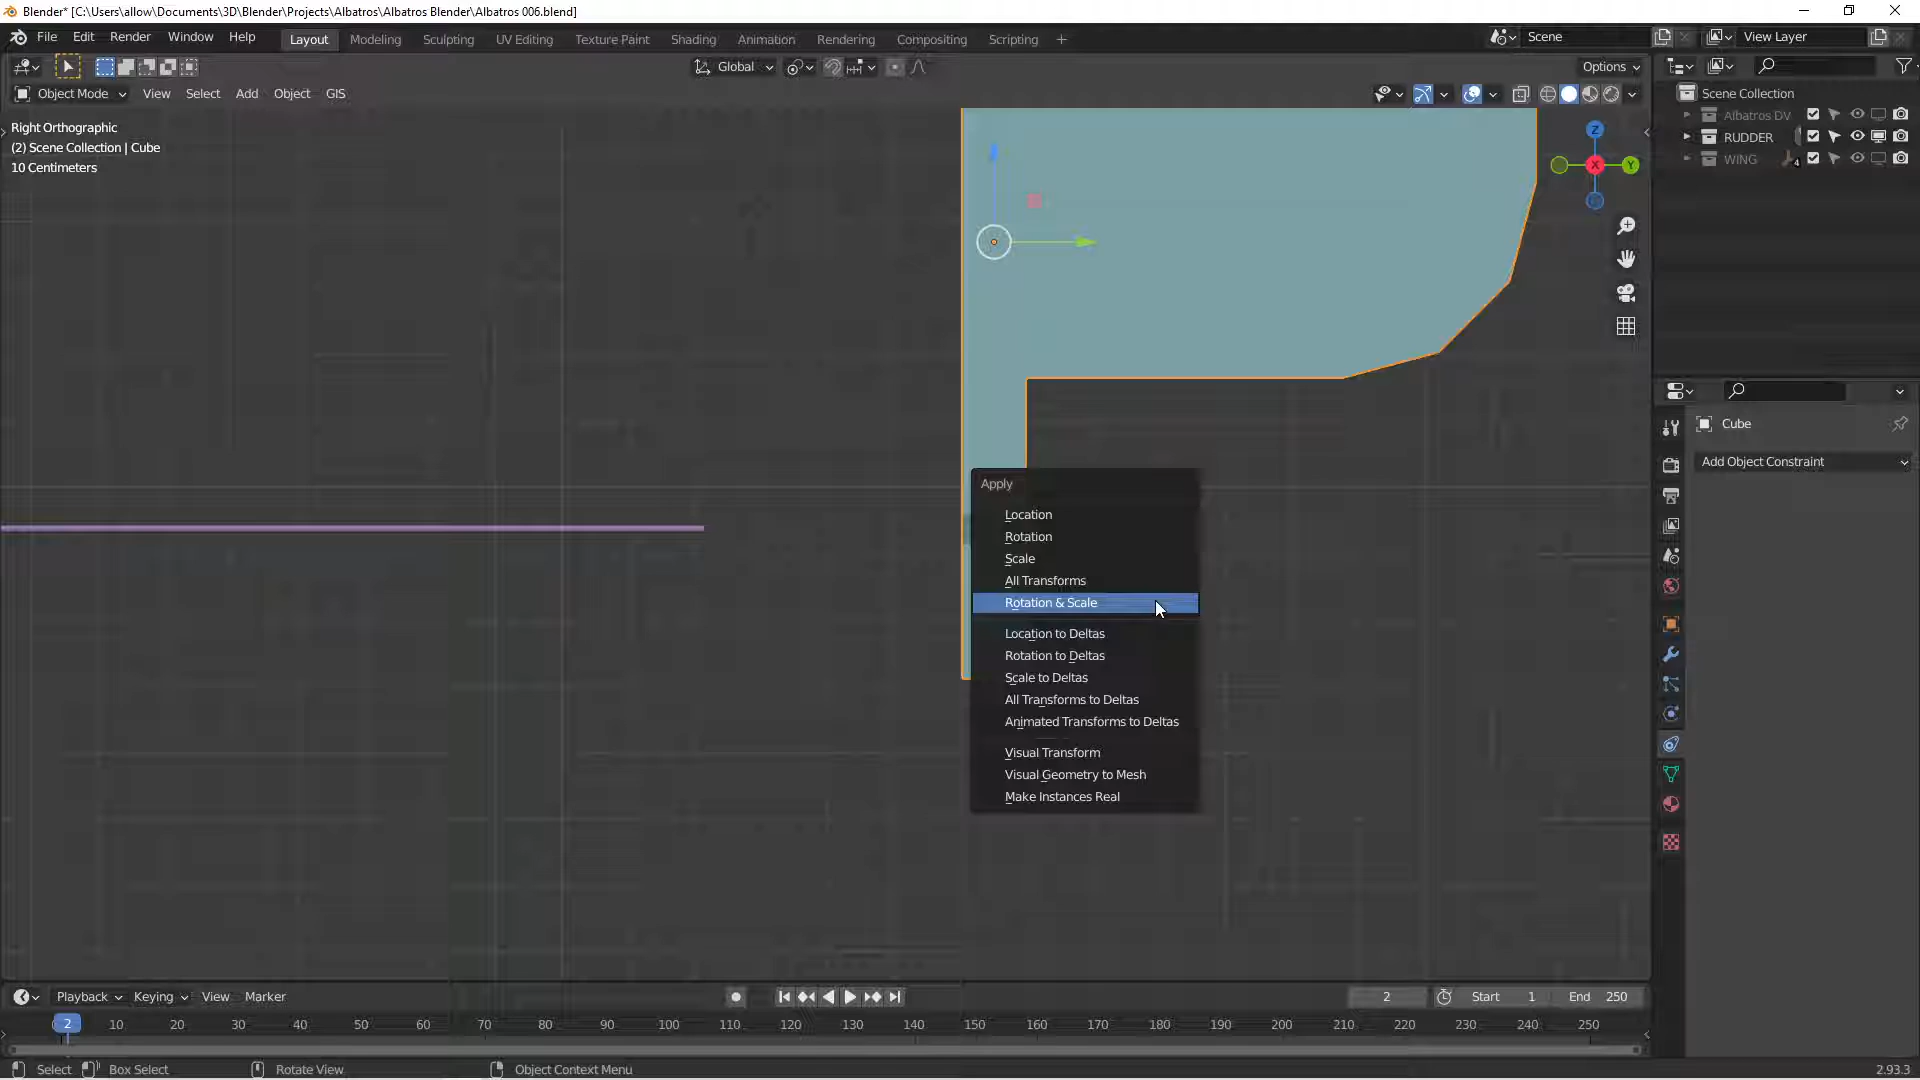 Blender* [C:\Users\allow\Documents\3D\Blender\Projects\Albatros\Albatros Blender\Albatros 006.blend]
File Edit Render Window Help
Layout Modeling Sculpting UV Editing Texture Paint Shading Animation Rendering Compositing Scripting +
Scene
View Layer
Global
Options
Object Mode View Select Add Object GIS
Right Orthographic
(2) Scene Collection | Cube
10 Centimeters
Z
X
Y
Scene Collection
Albatros DV
RUDDER
WING
4
Cube
Add Object Constraint
Apply
Location
Rotation
Scale
All Transforms
Rotation & Scale
Location to Deltas
Rotation to Deltas
Scale to Deltas
All Transforms to Deltas
Animated Transforms to Deltas
Visual Transform
Visual Geometry to Mesh
Make Instances Real
Playback Keying View Marker
2
Start 1
End 250
2 10 20 30 40 50 60 70 80 90 100 110 120 130 140 150 160 170 180 190 200 210 220 230 240 250
Select Box Select Rotate View Object Context Menu
2.93.3